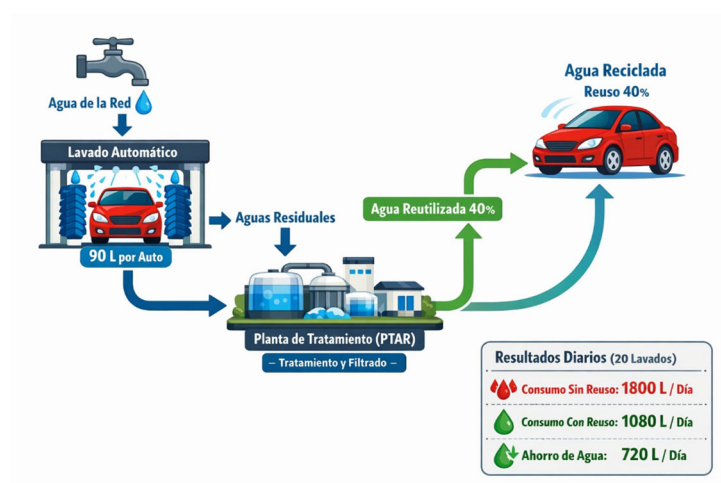 Agua de la Red
Lavado Automático
90 L por Auto
Aguas Residuales
Planta de Tratamiento (PTAR)
– Tratamiento y Filtrado –
Agua Reutilizada 40%
Agua Reciclada
Reuso 40%
Resultados Diarios (20 Lavados)
Consumo Sin Reuso: 1800 L / Día
Consumo Con Reuso: 1080 L / Día
Ahorro de Agua: 720 L / Día